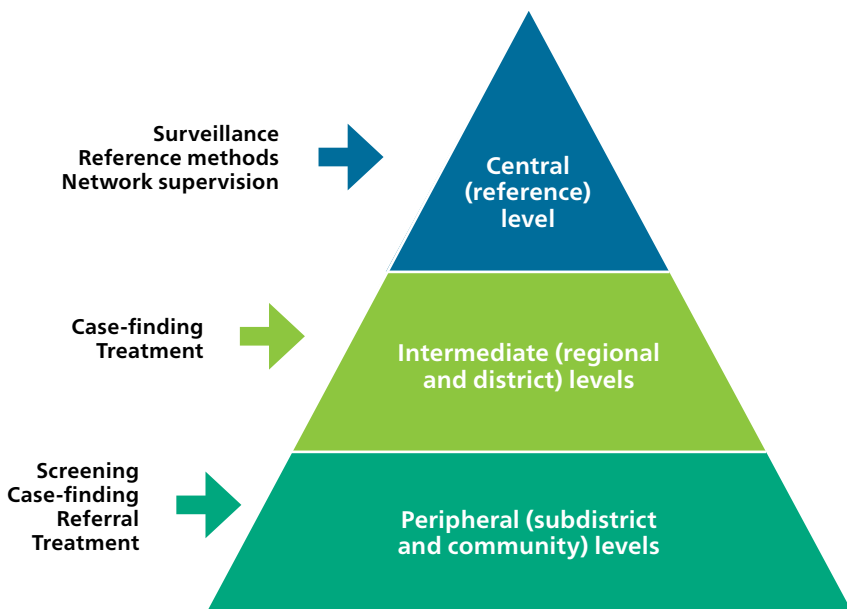 Surveillance
Reference methods
Network supervision
Central
(reference)
level
Case-finding
Treatment
Intermediate (regional
and district) levels
Screening
Case-finding
Referral
Treatment
Peripheral (subdistrict
and community) levels